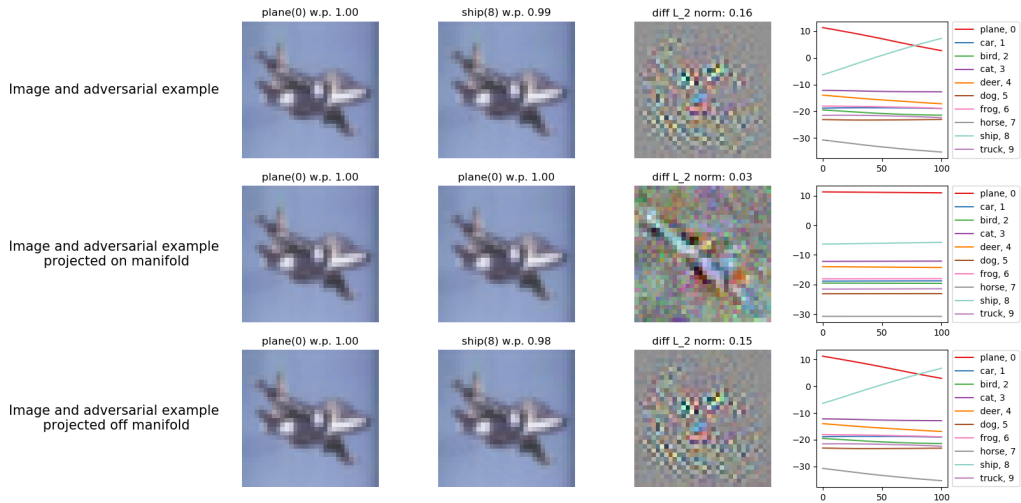 plane(0) w.p. 1.00
ship(8) w.p. 0.99
diff L_2 norm: 0.16
Image and adversarial example
10
0
−10
−20
−30
0
50
100
plane, 0
car, 1
bird, 2
cat, 3
deer, 4
dog, 5
frog, 6
horse, 7
ship, 8
truck, 9
plane(0) w.p. 1.00
plane(0) w.p. 1.00
diff L_2 norm: 0.03
Image and adversarial example
projected on manifold
10
0
−10
−20
−30
0
50
100
plane, 0
car, 1
bird, 2
cat, 3
deer, 4
dog, 5
frog, 6
horse, 7
ship, 8
truck, 9
plane(0) w.p. 1.00
ship(8) w.p. 0.98
diff L_2 norm: 0.15
Image and adversarial example
projected off manifold
10
0
−10
−20
−30
0
50
100
plane, 0
car, 1
bird, 2
cat, 3
deer, 4
dog, 5
frog, 6
horse, 7
ship, 8
truck, 9